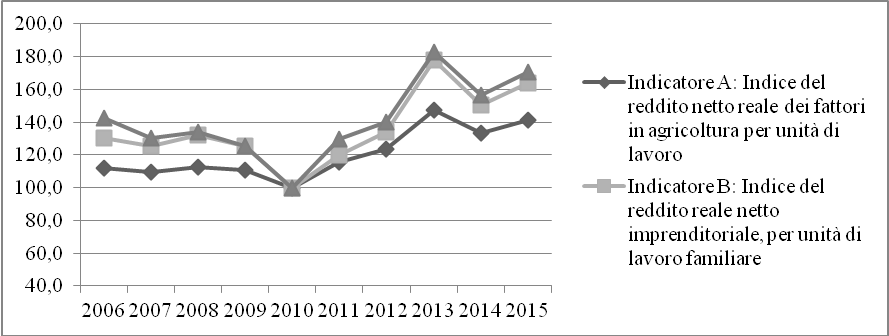 200,0
180,0
160,0
140,0
120,0
100,0
80,0
60,0
40,0
2006 2007 2008 2009 2010 2011 2012 2013 2014 2015
Indicatore A: Indice del
reddito netto reale dei fattori
in agricoltura per unità di
lavoro
Indicatore B: Indice del
reddito reale netto
imprenditoriale, per unità di
lavoro familiare